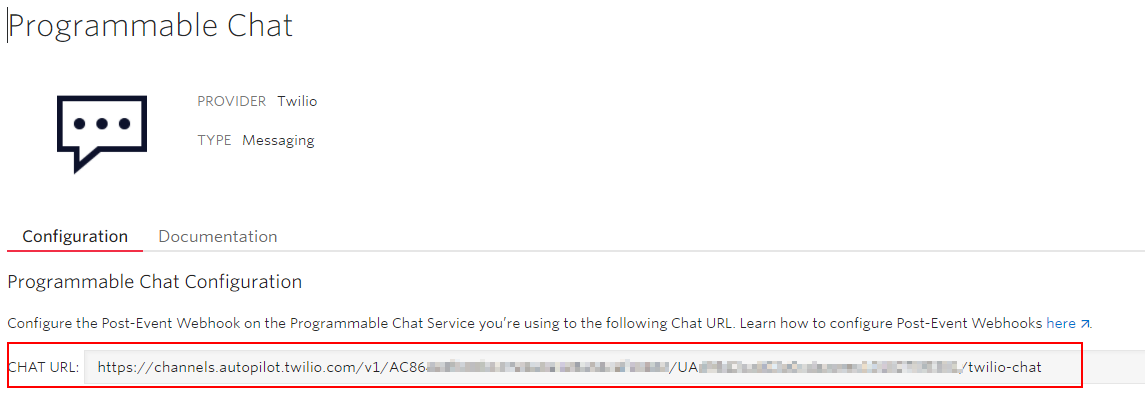 Programmable Chat
PROVIDER Twilio
TYPE Messaging
Configuration Documentation
Programmable Chat Configuration
Configure the Post-Event Webhook on the Programmable Chat Service you’re using to the following Chat URL. Learn how to configure Post-Event Webhooks here ↗.
CHAT URL: https://channels.autopilot.twilio.com/v1/AC86 /UA /twilio-chat